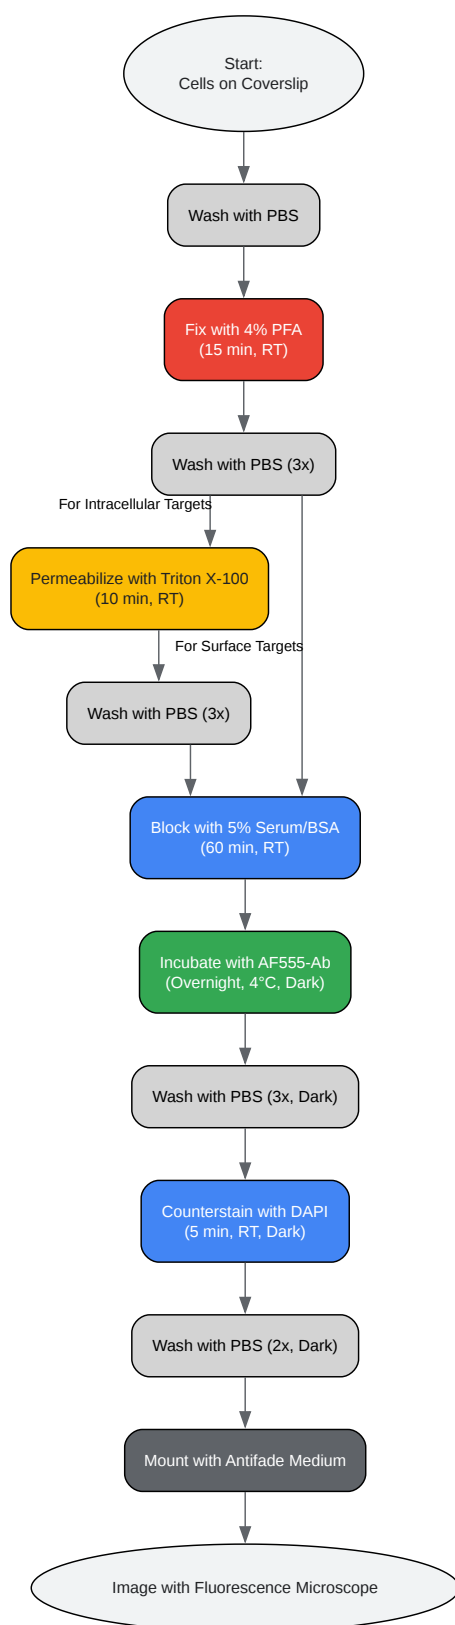 Start:
Cells on Coverslip
Wash with PBS
Fix with 4% PFA
(15 min, RT)
Wash with PBS (3x)
For Intracellular Targets
Permeabilize with Triton X-100
(10 min, RT)
For Surface Targets
Wash with PBS (3x)
Block with 5% Serum/BSA
(60 min, RT)
Incubate with AF555-Ab
(Overnight, 4°C, Dark)
Wash with PBS (3x, Dark)
Counterstain with DAPI
(5 min, RT, Dark)
Wash with PBS (2x, Dark)
Mount with Antifade Medium
Image with Fluorescence Microscope